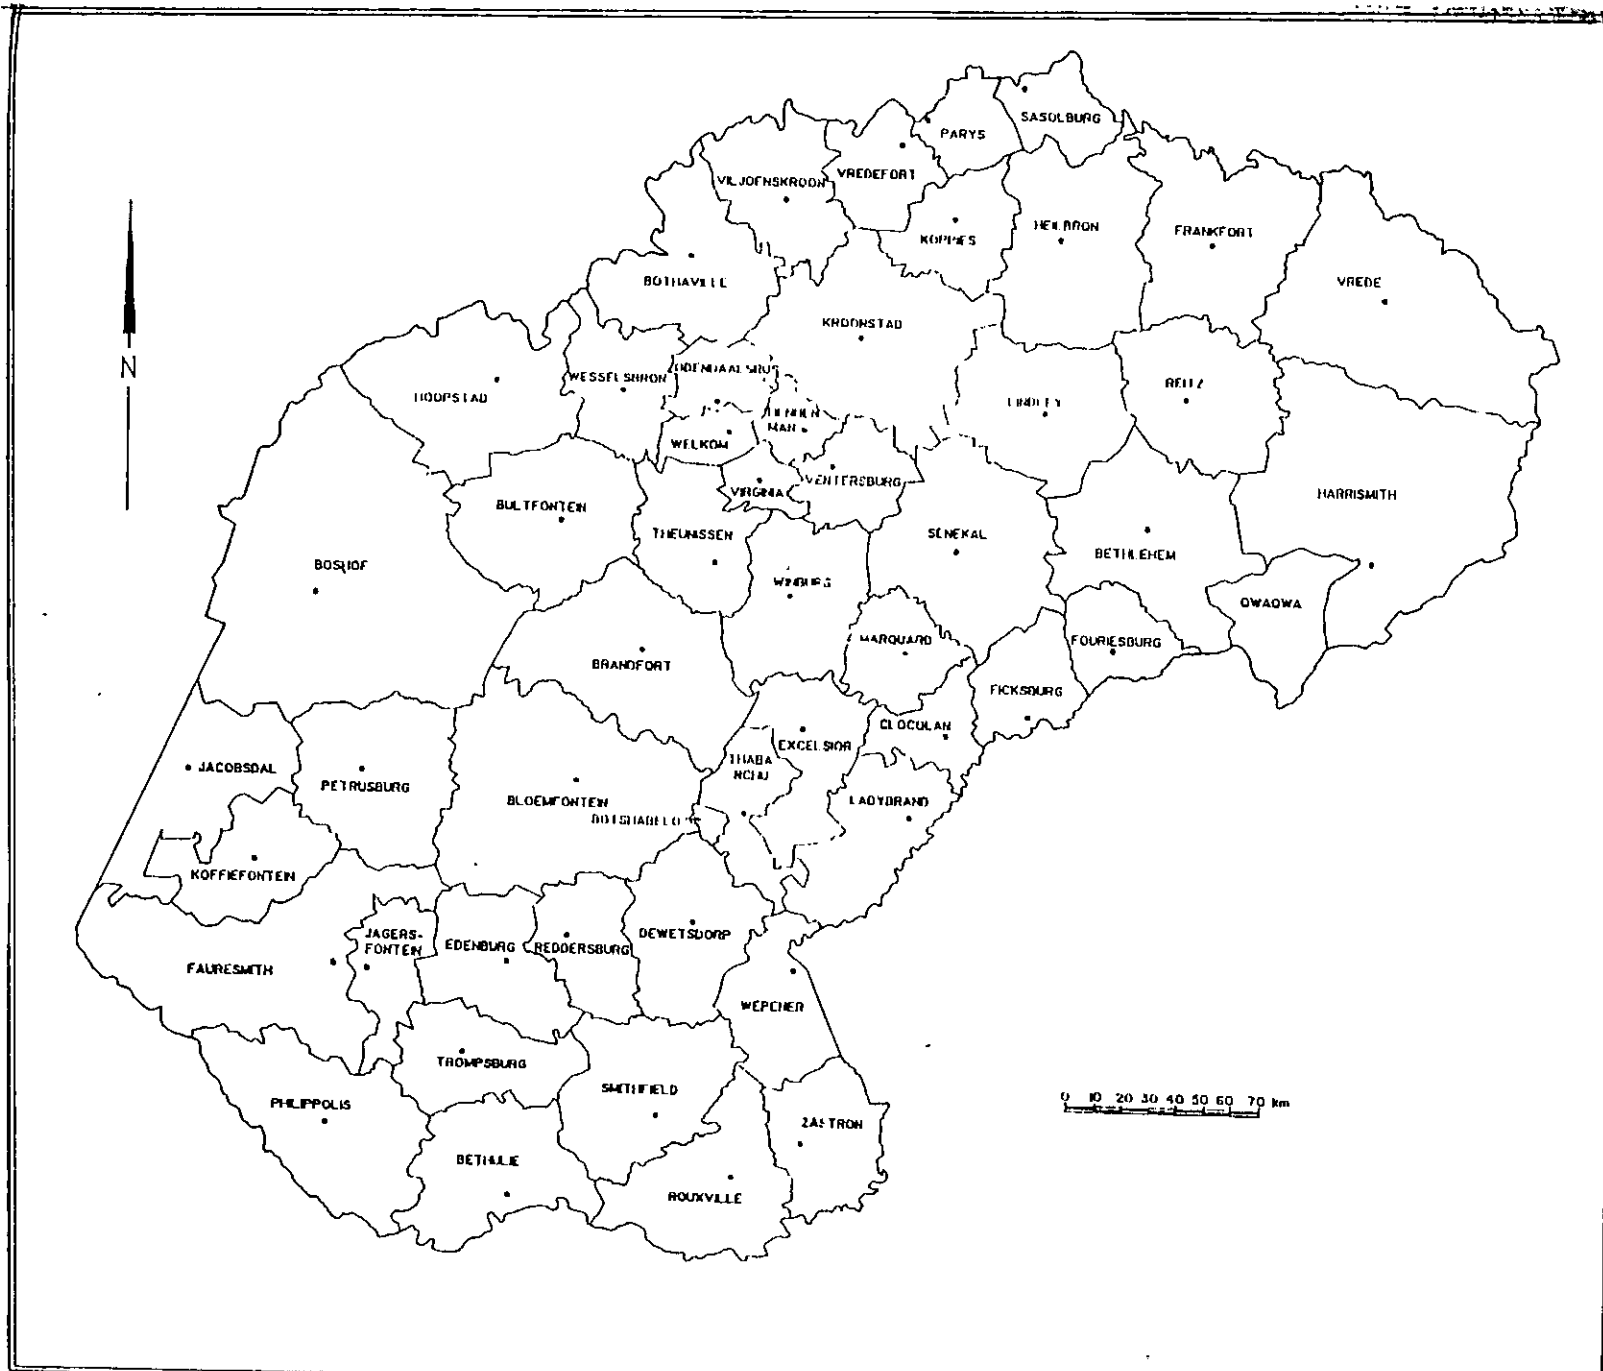 SASOLBURG
PARYS
VREDEFORT
VILJOENSKROON
KOPPIES
HEILBRON
FRANKFORT
VREDE
BOTHAVILLE
KROONSTAD
N
WESSELSBRON
ODENDAALSRUS
HOOPSTAD
LINDLEY
REITZ
MAN
WELKOM
VIRGINIA
VENTERSBURG
HARRISMITH
BULTFONTEIN
THEUNISSEN
SENEKAL
BETHLEHEM
BOSHOF
WINBURG
QWAQWA
MARQUARD
FOURIESBURG
BRANDFORT
FICKSBURG
CLOCOLAN
EXCELSIOR
THABA
NCHU
JACOBSDAL
PETRUSBURG
BLOEMFONTEIN
LADYBRAND
BOTSHABELO
KOFFIEFONTEIN
JAGERS-
FONTEIN
EDENBURG
REDDERSBURG
DEWETSDORP
FAURESMITH
WEPENER
TROMPSBURG
SMITHFIELD
PHILIPPOLIS
ZASTRON
BETHULIE
ROUXVILLE
0 10 20 30 40 50 60 70 km